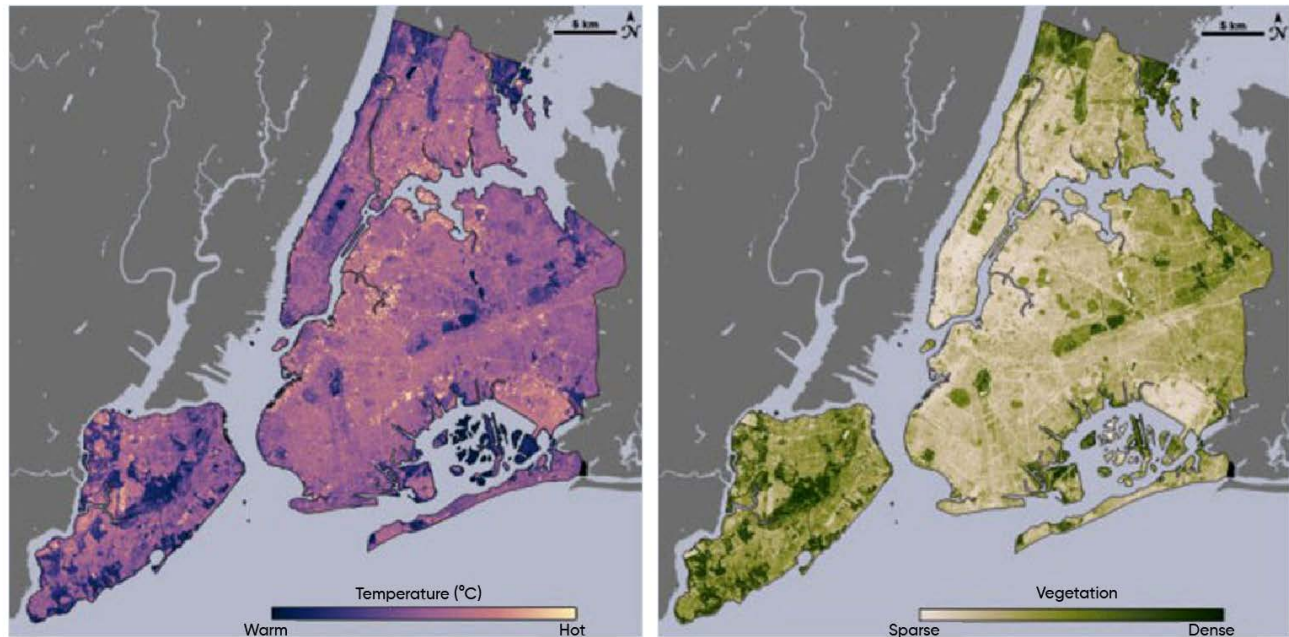 5 km
N
5 km
N
Temperature (°C)
Warm
Hot
Vegetation
Sparse
Dense